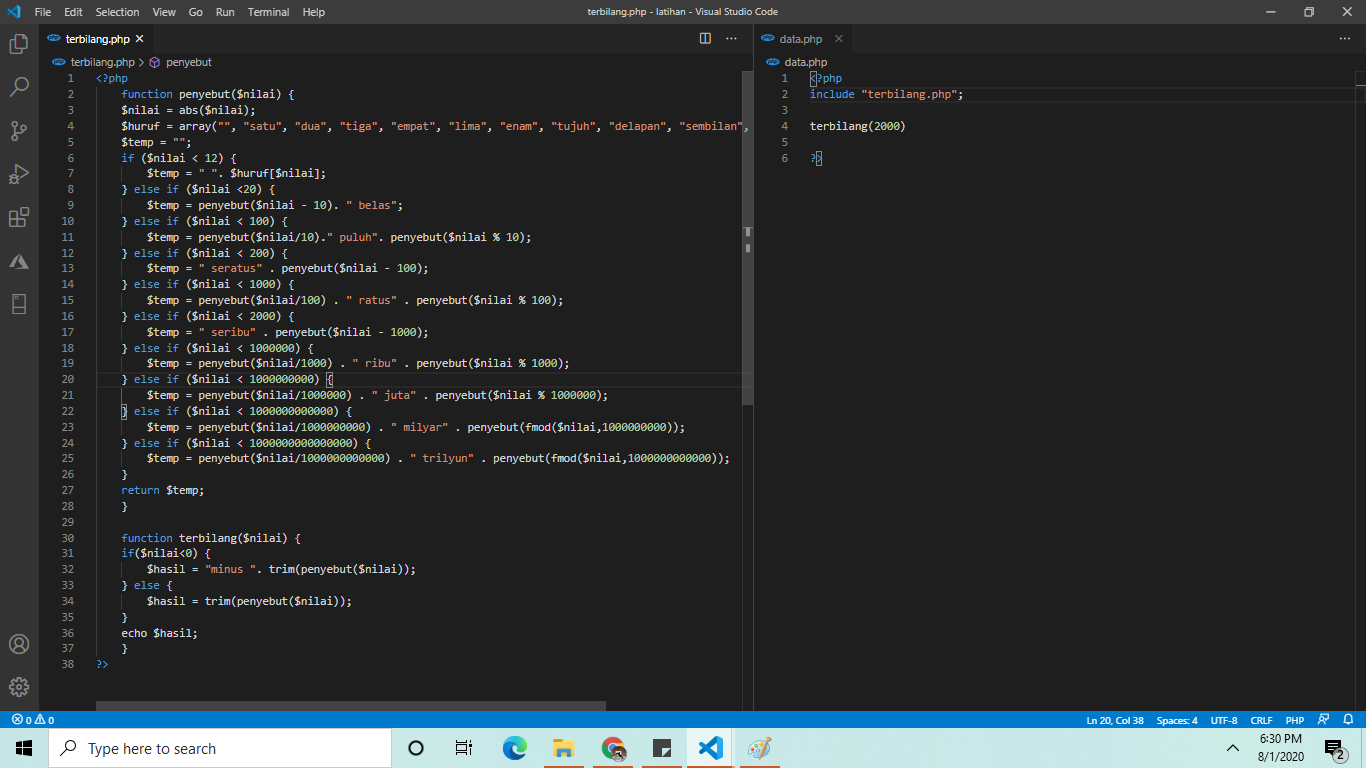 File Edit Selection View Go Run Terminal Help
terbilang.php - latihan - Visual Studio Code
terbilang.php
terbilang.php > penyebut
1 <?php
2 function penyebut($nilai) {
3 $nilai = abs($nilai);
4 $huruf = array("", "satu", "dua", "tiga", "empat", "lima", "enam", "tujuh", "delapan", "sembilan",
5 $temp = "";
6 if ($nilai < 12) {
7 $temp = " ". $huruf[$nilai];
8 } else if ($nilai <20) {
9 $temp = penyebut($nilai - 10). " belas";
10 } else if ($nilai < 100) {
11 $temp = penyebut($nilai/10)." puluh". penyebut($nilai % 10);
12 } else if ($nilai < 200) {
13 $temp = " seratus" . penyebut($nilai - 100);
14 } else if ($nilai < 1000) {
15 $temp = penyebut($nilai/100) . " ratus" . penyebut($nilai % 100);
16 } else if ($nilai < 2000) {
17 $temp = " seribu" . penyebut($nilai - 1000);
18 } else if ($nilai < 1000000) {
19 $temp = penyebut($nilai/1000) . " ribu" . penyebut($nilai % 1000);
20 } else if ($nilai < 1000000000) {
21 $temp = penyebut($nilai/1000000) . " juta" . penyebut($nilai % 1000000);
22 } else if ($nilai < 1000000000000) {
23 $temp = penyebut($nilai/1000000000) . " milyar" . penyebut(fmod($nilai,1000000000));
24 } else if ($nilai < 1000000000000000) {
25 $temp = penyebut($nilai/1000000000000) . " trilyun" . penyebut(fmod($nilai,1000000000000));
26 }
27 return $temp;
28 }
29
30 function terbilang($nilai) {
31 if($nilai<0) {
32 $hasil = "minus ". trim(penyebut($nilai));
33 } else {
34 $hasil = trim(penyebut($nilai));
35 }
36 echo $hasil;
37 }
38 ?>
data.php
data.php
1 <?php
2 include "terbilang.php";
3
4 terbilang(2000)
5
6 ?>
0 0
Ln 20, Col 38 Spaces: 4 UTF-8 CRLF PHP
Type here to search
6:30 PM
8/1/2020
2